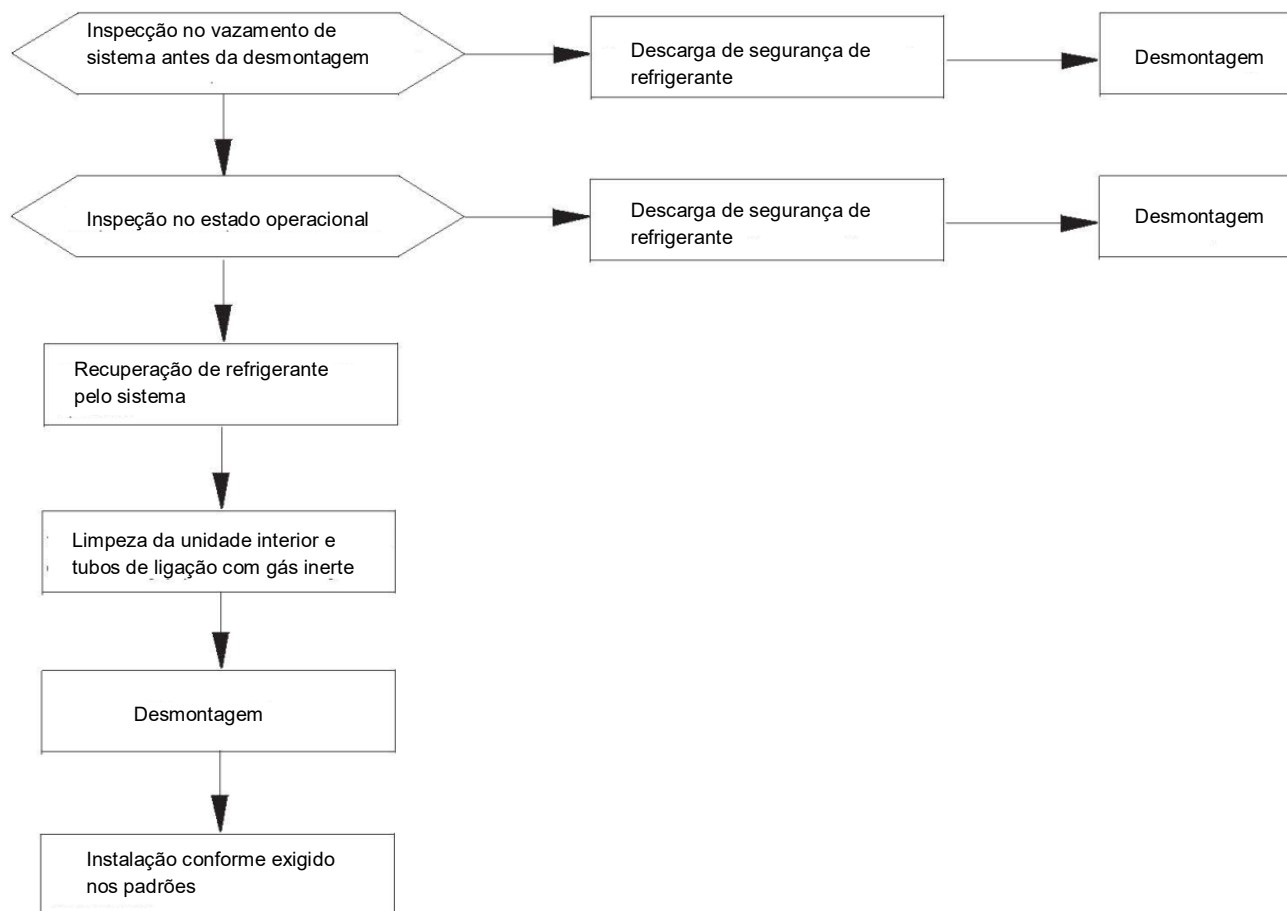 Inspecção no vazamento de
sistema antes da desmontagem
Descarga de segurança de
refrigerante
Desmontagem
Inspeção no estado operacional
Descarga de segurança de
refrigerante
Desmontagem
Recuperação de refrigerante
pelo sistema
Limpeza da unidade interior e
tubos de ligação com gás inerte
Desmontagem
Instalação conforme exigido
nos padrões